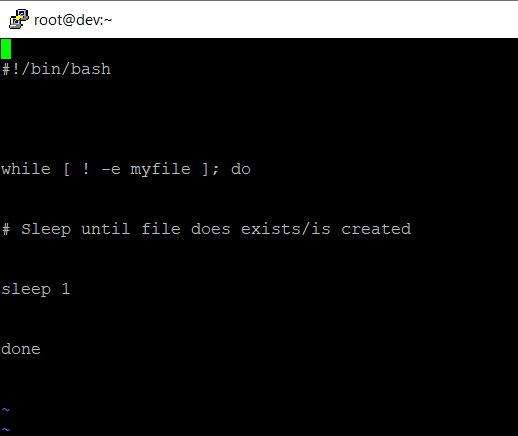 root@dev:~
#!/bin/bash
while [ ! -e myfile ]; do
# Sleep until file does exists/is created
sleep 1
done
~
~